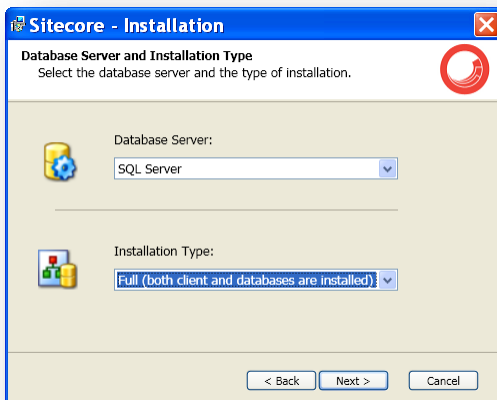 Sitecore - Installation
Database Server and Installation Type
Select the database server and the type of installation.
Database Server:
SQL Server
Installation Type:
Full (both client and databases are installed)
< Back Next > Cancel